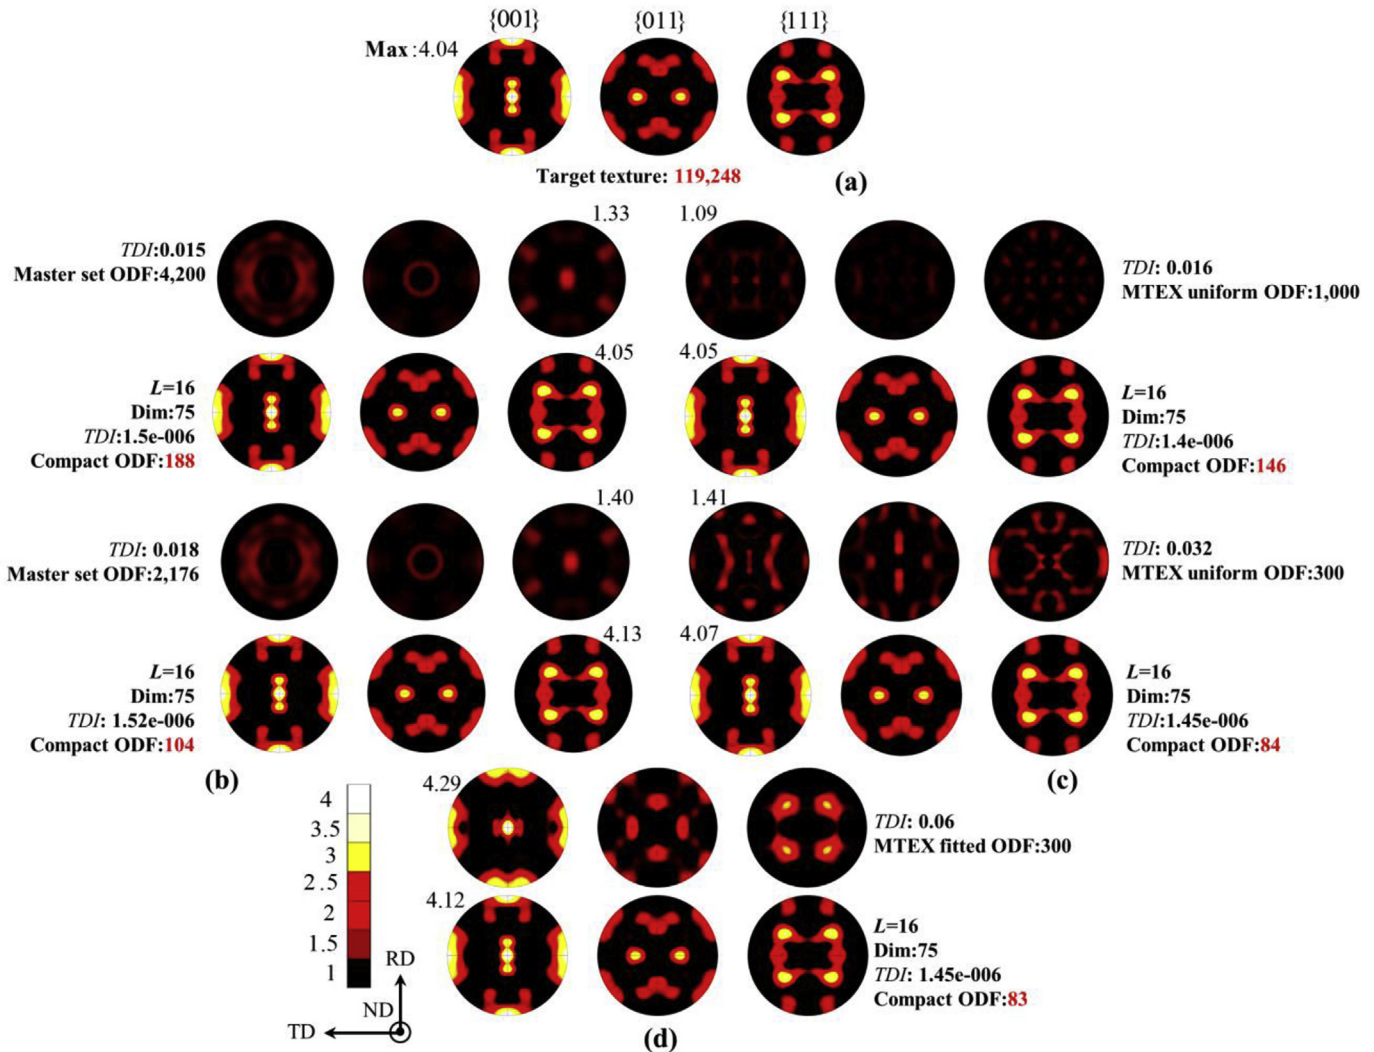 {001} {011} {111}
Max :4.04
Target texture: 119,248 (a)
1.33 1.09
TDI:0.015
Master set ODF:4,200
TDI: 0.016
MTEX uniform ODF:1,000
4.05 4.05
L=16
Dim:75
TDI:1.5e-006
Compact ODF:188
L=16
Dim:75
TDI:1.4e-006
Compact ODF:146
1.40 1.41
TDI: 0.018
Master set ODF:2,176
TDI: 0.032
MTEX uniform ODF:300
4.13 4.07
L=16
Dim:75
TDI: 1.52e-006
Compact ODF:104
L=16
Dim:75
TDI:1.45e-006
Compact ODF:84
(b) (c)
4.29
TDI: 0.06
MTEX fitted ODF:300
4.12
L=16
Dim:75
TDI: 1.45e-006
Compact ODF:83
4
3.5
3
2.5
2
1.5
1
RD
ND
TD
(d)